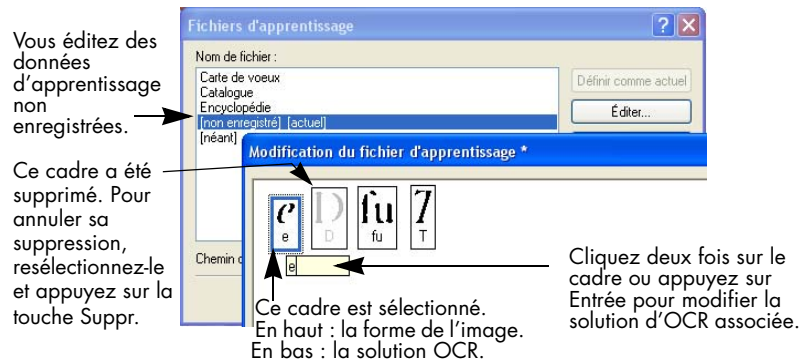 Vous éditez des
données
d'apprentissage
non
enregistrées.
Ce cadre a été
supprimé. Pour
annuler sa
suppression,
resélectionnez-le
et appuyez sur la
touche Suppr.
Fichiers d'apprentissage
Nom de fichier :
Carte de voeux
Catalogue
Encyclopédie
[non enregistré] [actuel]
[néant]
Définir comme actuel
Éditer...
Chemin d
Modification du fichier d'apprentissage *
e D fu 7
e D fu T
e
Ce cadre est sélectionné.
En haut : la forme de l'image.
En bas : la solution OCR.
Cliquez deux fois sur le
cadre ou appuyez sur
Entrée pour modifier la
solution d'OCR associée.